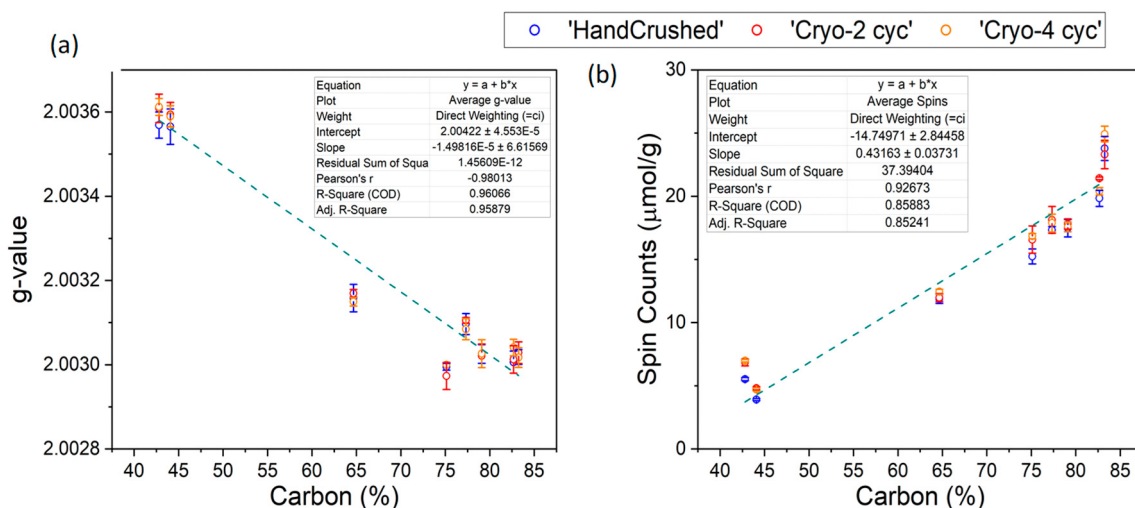 'HandCrushed' 'Cryo-2 cyc' 'Cryo-4 cyc'
(a)
g-value
2.0036
2.0034
2.0032
2.0030
2.0028
40 45 50 55 60 65 70 75 80 85
Carbon (%)
Equation y = a + b*x
Plot Average g-value
Weight Direct Weighting (=ci)
Intercept 2.00422 ± 4.553E-5
Slope -1.49816E-5 ± 6.61569
Residual Sum of Squa 1.45609E-12
Pearson's r -0.98013
R-Square (COD) 0.96066
Adj. R-Square 0.95879
(b)
Spin Counts (μmol/g)
30
20
10
0
40 45 50 55 60 65 70 75 80 85
Carbon (%)
Equation y = a + b*x
Plot Average Spins
Weight Direct Weighting (=ci)
Intercept -14.74971 ± 2.84458
Slope 0.43163 ± 0.03731
Residual Sum of Square 37.39404
Pearson's r 0.92673
R-Square (COD) 0.85883
Adj. R-Square 0.85241